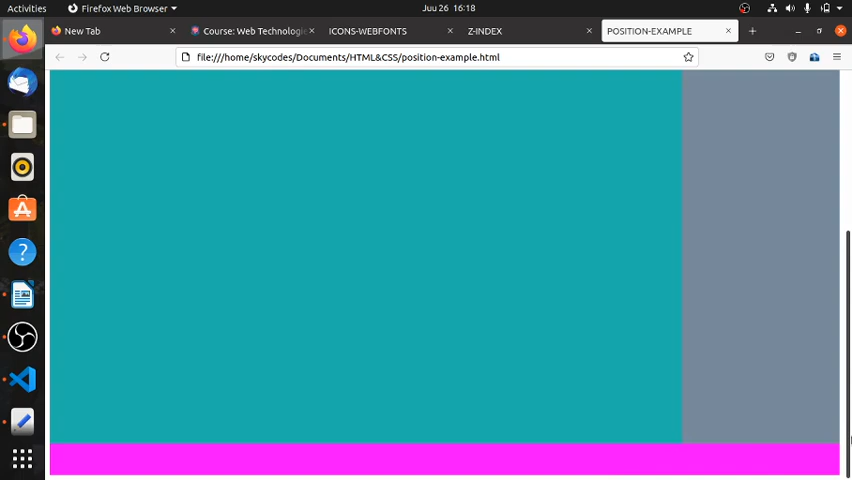 Activities
Firefox Web Browser
Juu 26 16:18
New Tab
Course: Web Technologie
ICONS-WEBFONTS
Z-INDEX
POSITION-EXAMPLE
file:///home/skycodes/Documents/HTML&CSS/position-example.html